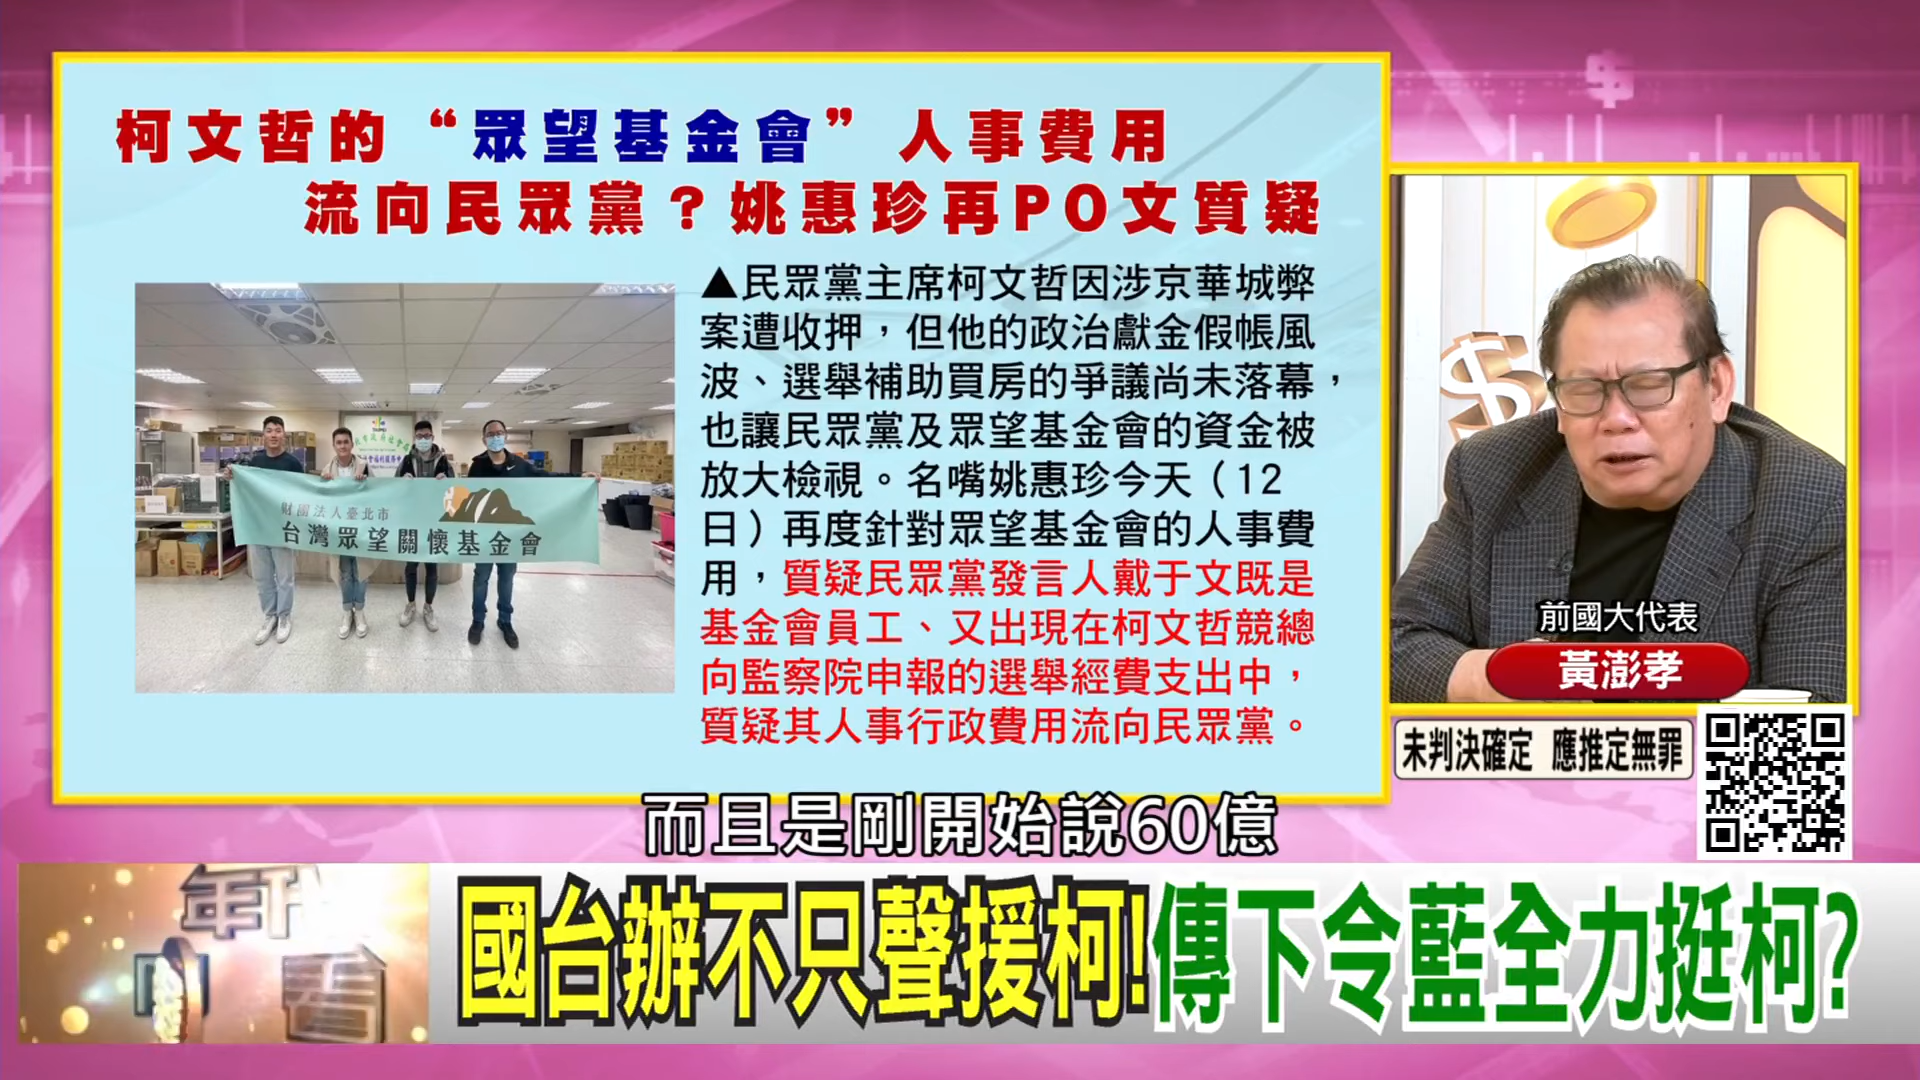 柯文哲的“眾望基金會”人事費用
流向民眾黨？姚惠珍再PO文質疑
▲民眾黨主席柯文哲因涉京華城弊
案遭收押，但他的政治獻金假帳風
波、選舉補助買房的爭議尚未落幕，
也讓民眾黨及眾望基金會的資金被
放大檢視。名嘴姚惠珍今天（12
日）再度針對眾望基金會的人事費
用，質疑民眾黨發言人戴于文既是
基金會員工、又出現在柯文哲競總
向監察院申報的選舉經費支出中，
質疑其人事行政費用流向民眾黨。
財團法人臺北市
台灣眾望關懷基金會
前國大代表
黃澎孝
未判決確定 應推定無罪
而且是剛開始說60億
國台辦不只聲援柯!傳下令藍全力挺柯?